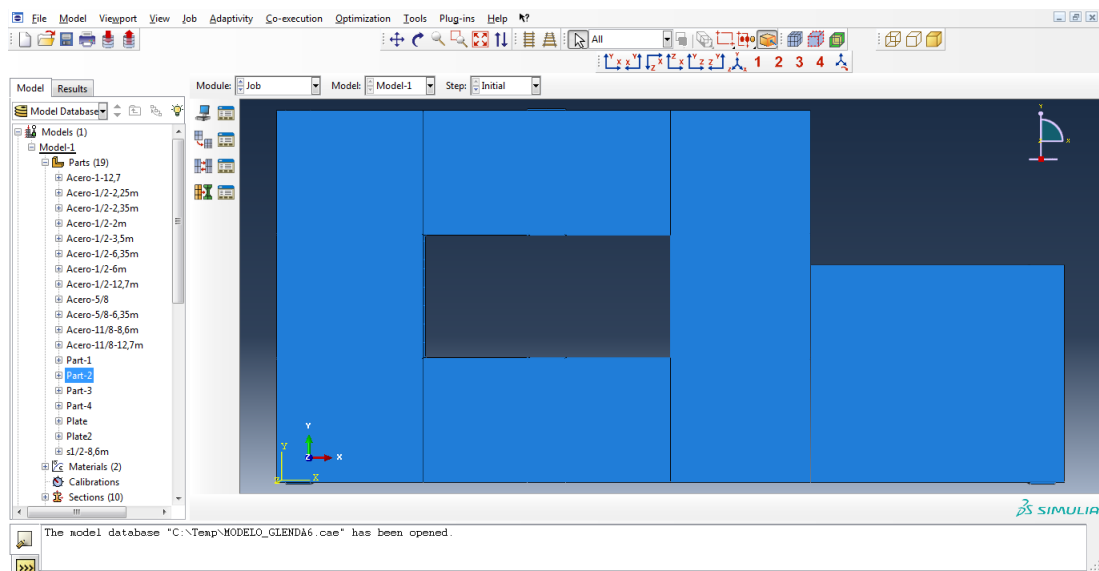 File Model Viewport View Job Adaptivity Co-execution Optimization Tools Plug-ins Help
All
1 2 3 4
Model Results
Module: Job Model: Model-1 Step: Initial
Model Database
Models (1)
Model-1
Parts (19)
Acero-1-12,7
Acero-1/2-2,25m
Acero-1/2-2,35m
Acero-1/2-2m
Acero-1/2-3,5m
Acero-1/2-6,35m
Acero-1/2-6m
Acero-1/2-12,7m
Acero-5/8
Acero-5/8-6,35m
Acero-11/8-8,6m
Acero-11/8-12,7m
Part-1
Part-2
Part-3
Part-4
Plate
Plate2
s1/2-8,6m
Materials (2)
Calibrations
Sections (10)
Y
X
Y
Z X
Y
X
SIMULIA
The model database "C:\Temp\MODELO_GLENDA6.cae" has been opened.
>>>